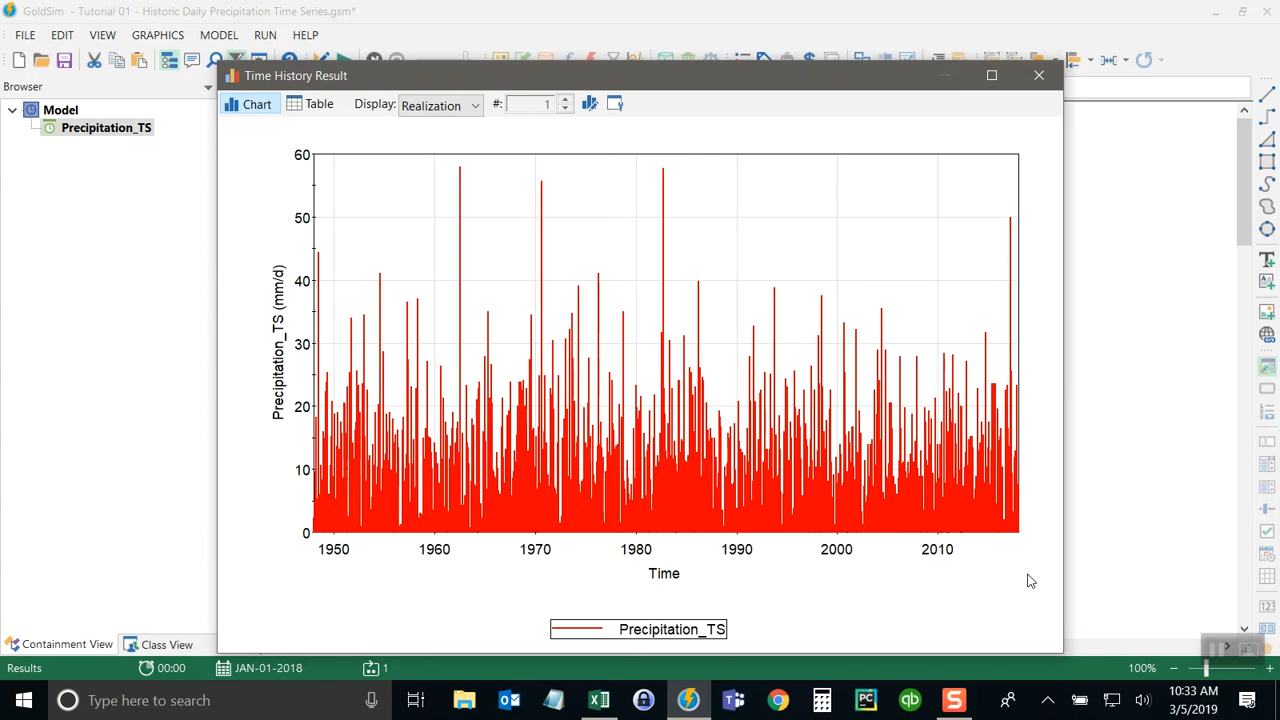 GoldSim - Tutorial 01 - Historic Daily Precipitation Time Series.gsm*
FILE EDIT VIEW GRAPHICS MODEL RUN HELP
Browser
Model
Precipitation_TS
Time History Result
Chart Table Display: Realization #: 1
60
50
40
30
20
10
0
Precipitation_TS (mm/d)
1950 1960 1970 1980 1990 2000 2010
Time
Precipitation_TS
Containment View Class View
Results 00:00 JAN-01-2018 1 100%
Type here to search
10:33 AM
3/5/2019